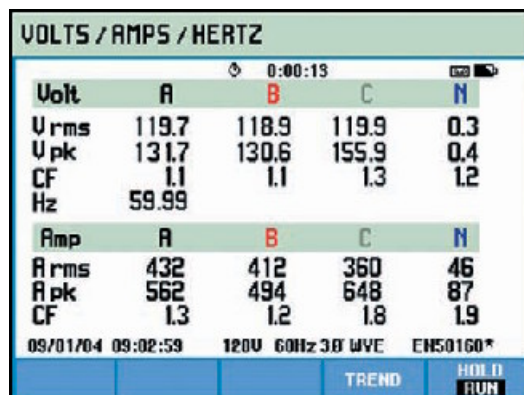 VOLTS / AMPS / HERTZ
0:00:13
Volt A B C N
V rms 119.7 118.9 119.9 0.3
V pk 131.7 130.6 155.9 0.4
CF 1.1 1.1 1.3 1.2
Hz 59.99
Amp A B C N
A rms 432 412 360 46
A pk 562 494 648 87
CF 1.3 1.2 1.8 1.9
09/01/04 09:02:59 120V 60Hz 3Ø WYE EN50160*
TREND HOLD
RUN